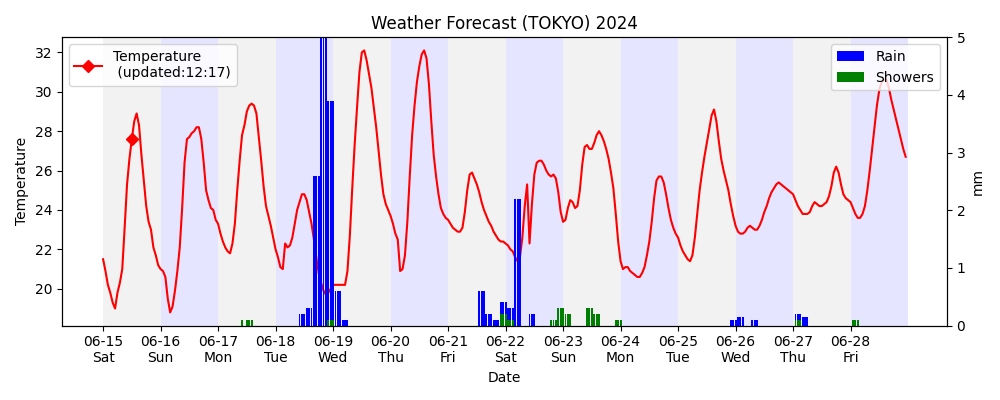 Weather Forecast (TOKYO) 2024
Temperature
(updated:12:17)
Rain
Showers
Temperature
32
30
28
26
24
22
20
5
4
3
2
1
0
mm
06-15 06-16 06-17 06-18 06-19 06-20 06-21 06-22 06-23 06-24 06-25 06-26 06-27 06-28
Sat Sun Mon Tue Wed Thu Fri Sat Sun Mon Tue Wed Thu Fri
Date